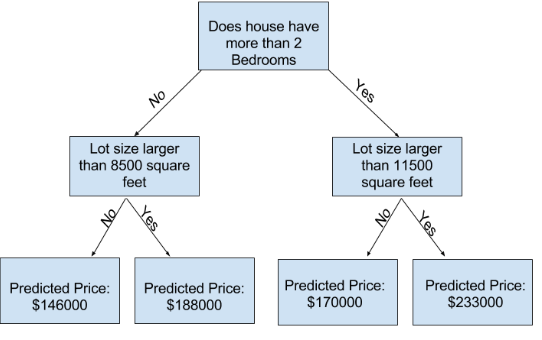 Does house have
more than 2
Bedrooms
No
Yes
Lot size larger
than 8500 square
feet
Lot size larger
than 11500
square feet
No
Yes
No
Yes
Predicted Price:
$146000
Predicted Price:
$188000
Predicted Price:
$170000
Predicted Price:
$233000